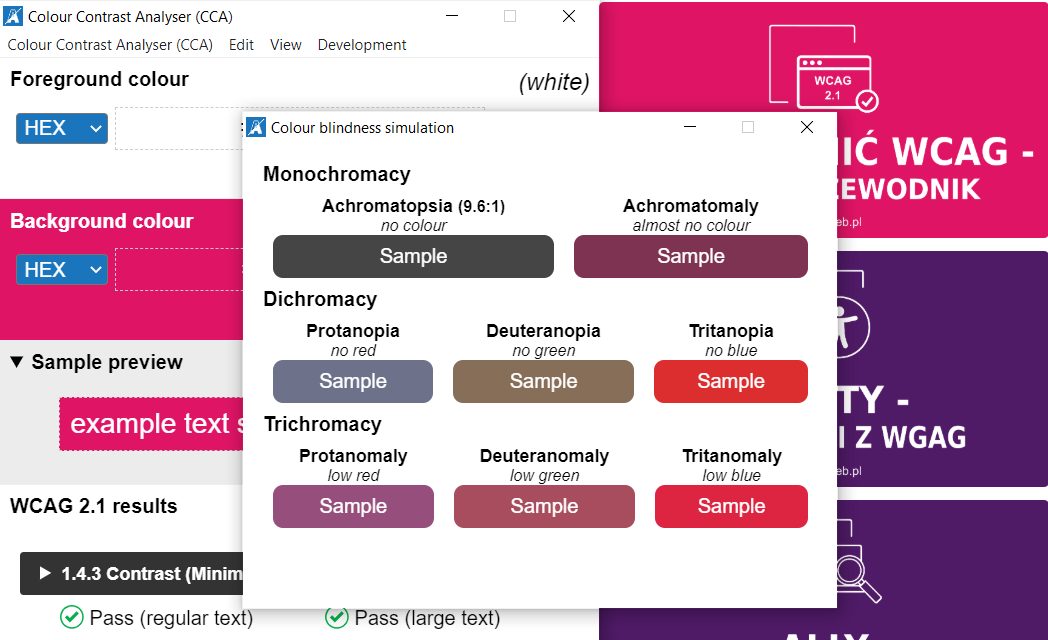 Colour Contrast Analyser (CCA)
Colour Contrast Analyser (CCA) Edit View Development
Foreground colour
(white)
HEX
Background colour
HEX
Sample preview
example text
WCAG 2.1 results
1.4.3 Contrast (Minim
Pass (regular text)
Pass (large text)
Colour blindness simulation
Monochromacy
Achromatopsia (9.6:1)
no colour
Sample
Achromatomaly
almost no colour
Sample
Dichromacy
Protanopia
no red
Sample
Deuteranopia
no green
Sample
Tritanopia
no blue
Sample
Trichromacy
Protanomaly
low red
Sample
Deuteranomaly
low green
Sample
Tritanomaly
low blue
Sample
WCAG
2.1
IĆ WCAG -
EWODNIK
eb.pl
TY -
I Z WGAG
eb.pl